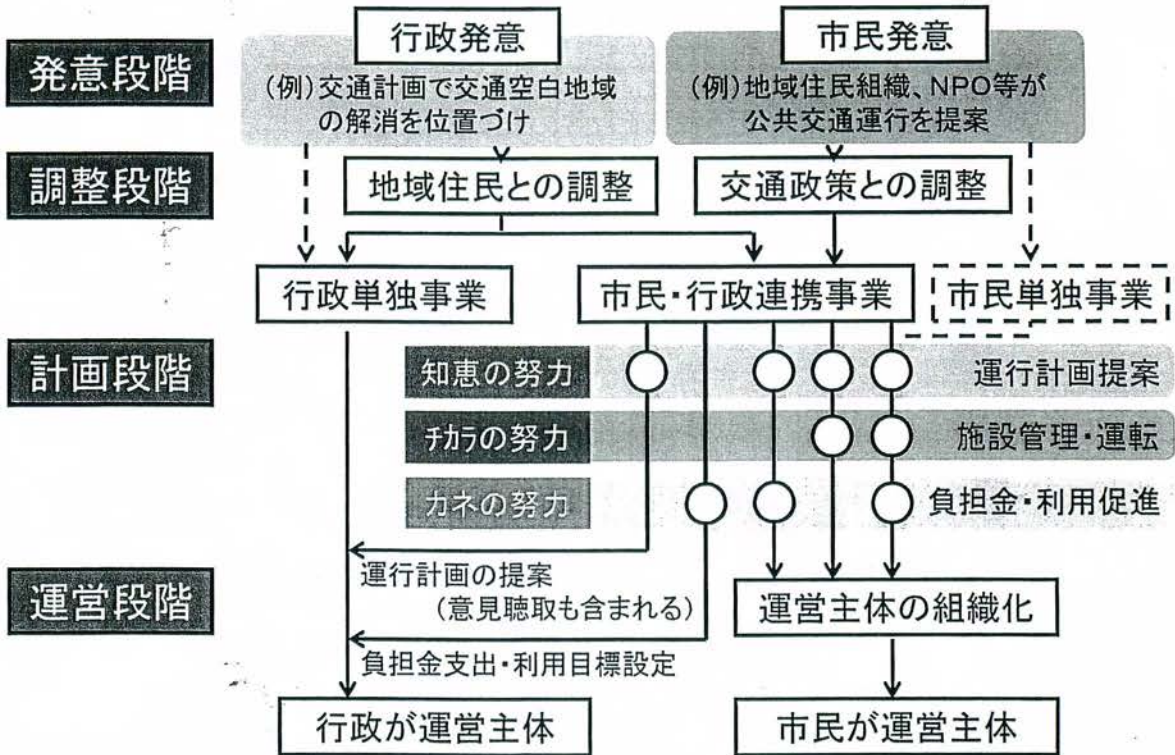 行政発意
市民発意
発意段階
(例)交通計画で交通空白地域
の解消を位置づけ
(例)地域住民組織、NPO等が
公共交通運行を提案
調整段階
地域住民との調整
交通政策との調整
行政単独事業
市民・行政連携事業
市民単独事業
計画段階
知恵の努力
運行計画提案
チカラの努力
施設管理・運転
カネの努力
負担金・利用促進
運営段階
運行計画の提案
(意見聴取も含まれる)
運営主体の組織化
負担金支出・利用目標設定
行政が運営主体
市民が運営主体